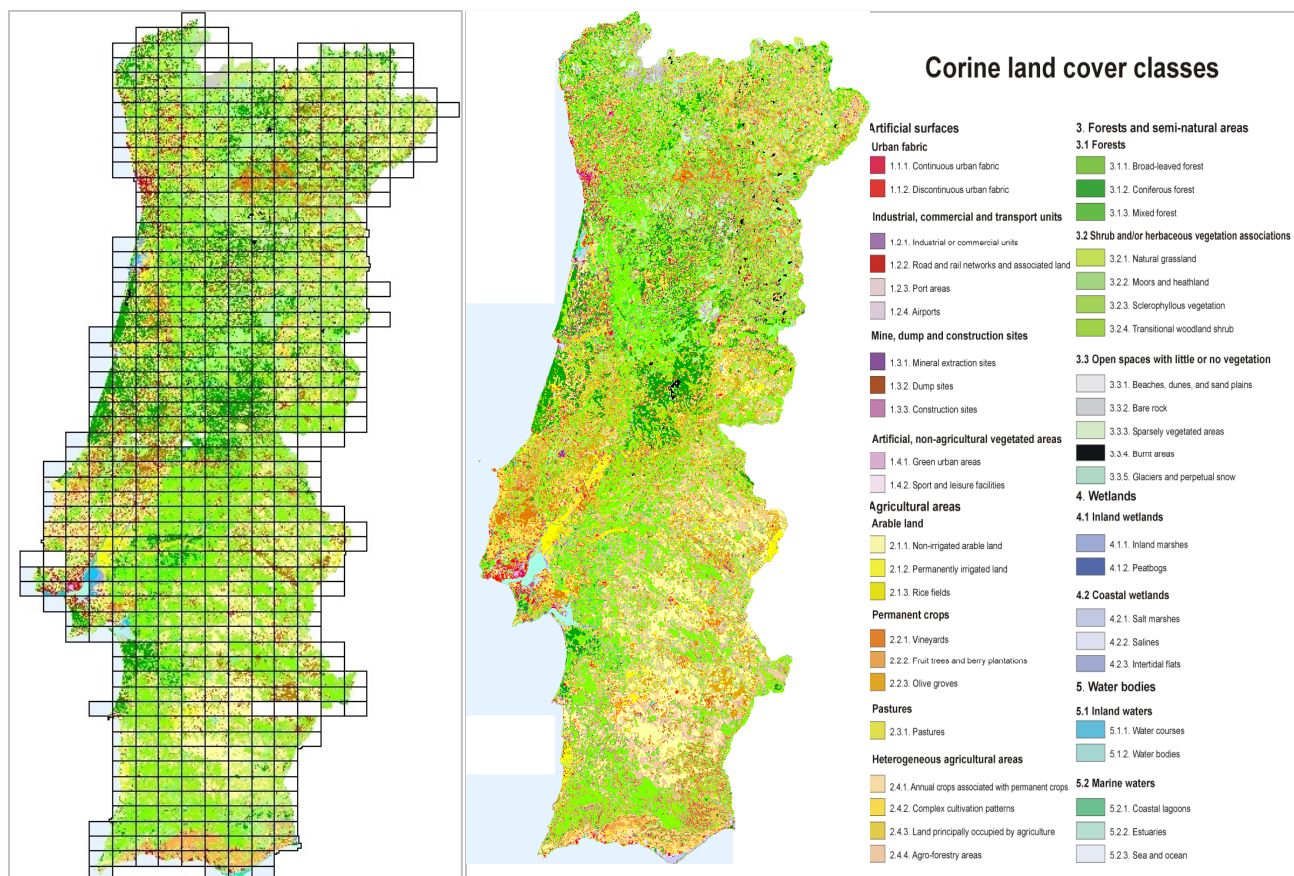 Corine land cover classes
Artificial surfaces
Urban fabric
1.1.1. Continuous urban fabric
1.1.2. Discontinuous urban fabric
Industrial, commercial and transport units
1.2.1. Industrial or commercial units
1.2.2. Road and rail networks and associated land
1.2.3. Port areas
1.2.4. Airports
Mine, dump and construction sites
1.3.1. Mineral extraction sites
1.3.2. Dump sites
1.3.3. Construction sites
Artificial, non-agricultural vegetated areas
1.4.1. Green urban areas
1.4.2. Sport and leisure facilities
Agricultural areas
Arable land
2.1.1. Non-irrigated arable land
2.1.2. Permanently irrigated land
2.1.3. Rice fields
Permanent crops
2.2.1. Vineyards
2.2.2. Fruit trees and berry plantations
2.2.3. Olive groves
Pastures
2.3.1. Pastures
Heterogeneous agricultural areas
2.4.1. Annual crops associated with permanent crops
2.4.2. Complex cultivation patterns
2.4.3. Land principally occupied by agriculture
2.4.4. Agro-forestry areas
3. Forests and semi-natural areas
3.1 Forests
3.1.1. Broad-leaved forest
3.1.2. Coniferous forest
3.1.3. Mixed forest
3.2 Shrub and/or herbaceous vegetation associations
3.2.1. Natural grassland
3.2.2. Moors and heathland
3.2.3. Sclerophyllous vegetation
3.2.4. Transitional woodland shrub
3.3 Open spaces with little or no vegetation
3.3.1. Beaches, dunes, and sand plains
3.3.2. Bare rock
3.3.3. Sparsely vegetated areas
3.3.4. Burnt areas
3.3.5. Glaciers and perpetual snow
4. Wetlands
4.1 Inland wetlands
4.1.1. Inland marshes
4.1.2. Peatbogs
4.2 Coastal wetlands
4.2.1. Salt marshes
4.2.2. Salines
4.2.3. Intertidal flats
5. Water bodies
5.1 Inland waters
5.1.1. Water courses
5.1.2. Water bodies
5.2 Marine waters
5.2.1. Coastal lagoons
5.2.2. Estuaries
5.2.3. Sea and ocean